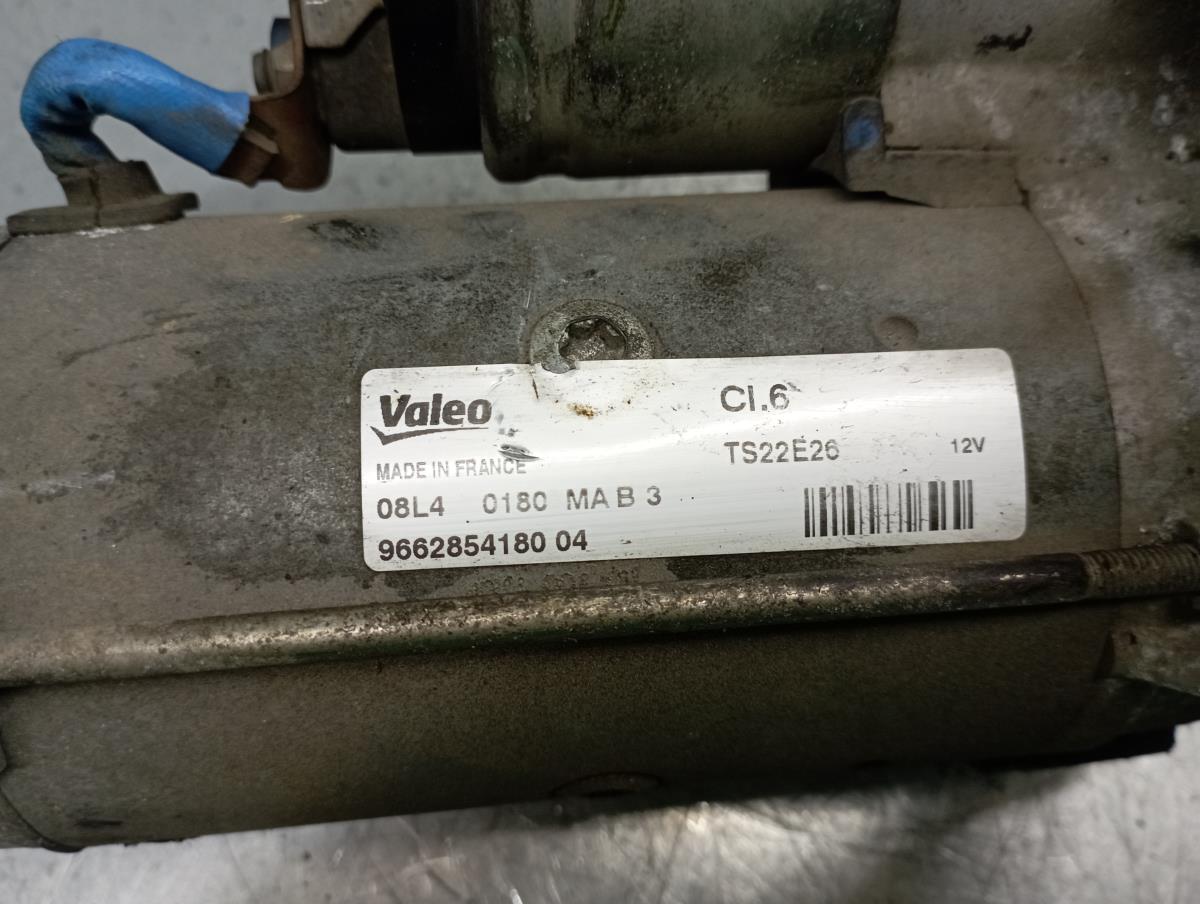 Valeo
Cl.6
MADE IN FRANCE
TS22E26 12V
08L4 0180 MA B 3
9662854180 04